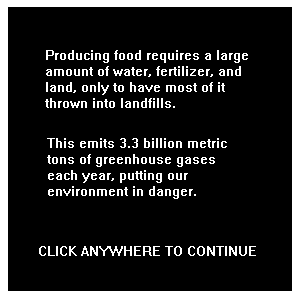 Producing food requires a large
amount of water, fertilizer, and
land, only to have most of it
thrown into landfills.
This emits 3.3 billion metric
tons of greenhouse gases
each year, putting our
environment in danger.
CLICK ANYWHERE TO CONTINUE